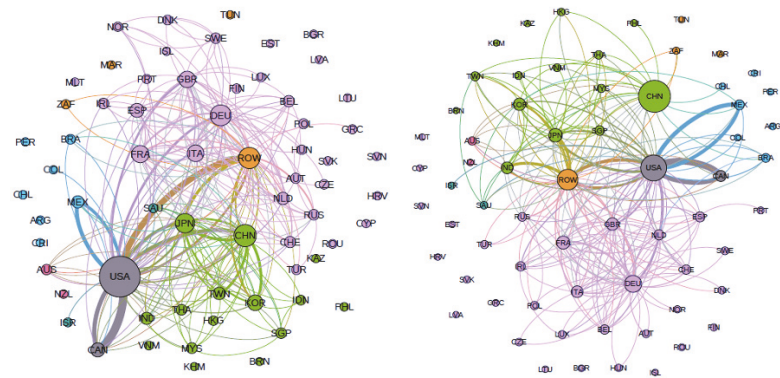 TUN
DNK
NOR
SWE
BGR
ISL
EST
LVA
MAR
MLT
PRT
GBR
LUX
FIN
LTU
ZAF
IRL
ESP
DEU
BEL
POL
GRC
PER
BRA
FRA
ITA
ROW
HUN
SVK
SVN
COL
AUT
CZE
CHL
MEX
SAU
NLD
HRV
ARG
JPN
CHN
RUS
CYP
CRI
CHE
ROU
AUS
USA
TUR
KAZ
NZL
TWN
KOR
IDN
PHL
ISR
IND
THA
HKG
SGP
CAN
VNM
MYS
KHM
BRN
HKG
KAZ
PHL
TUN
KHM
THA
ZAF
MAR
TWN
IDN
VNM
MYS
CHN
CHL
CRI
PER
BRN
KOR
MEX
JPN
SGP
COL
ARG
MLT
AUS
BRA
CYP
NZL
IND
USA
CAN
ISR
ROW
SVN
SAU
RUS
GBR
ESP
PRT
EST
NLD
HRV
TUR
FRA
SWE
IRL
CHE
SVK
ITA
DEU
DNK
LVA
GRC
POL
NOR
CZE
LUX
BEL
AUT
FIN
ROU
LTU
BGR
HUN
ISL